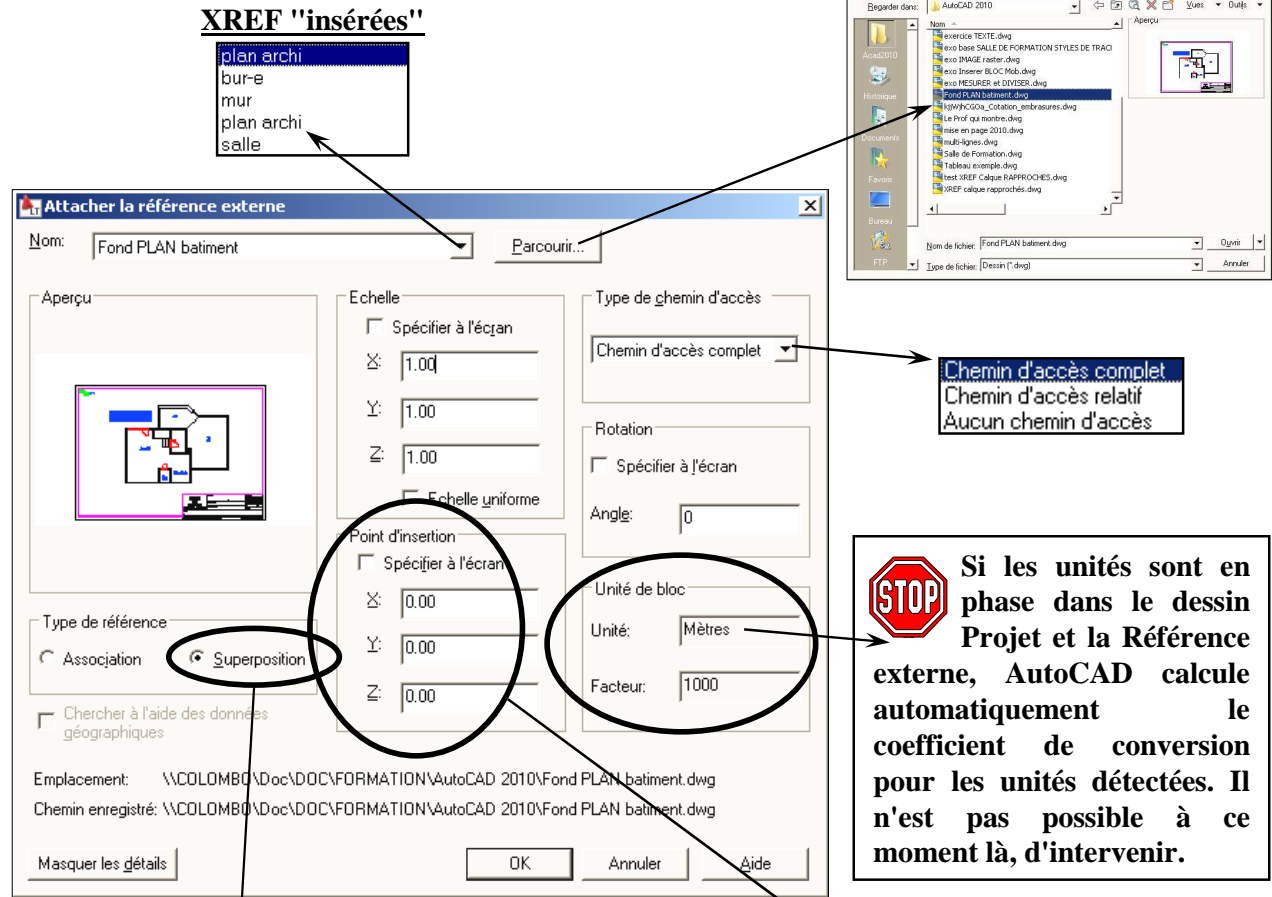 XREF "insérées"
plan archi
bur-e
mur
plan archi
salle
Regarder dans:
AutoCAD 2010
Vues
Outils
Nom
Aperçu
exercice TEXTE.dwg
exo base SALLE DE FORMATION STYLES DE TRACI
exo IMAGE raster.dwg
exo Inserer BLOC Mob.dwg
exo MESURER et DIVISER.dwg
Fond PLAN batiment.dwg
Le Prof qui montre.dwg
mise en page 2010.dwg
multi-lignes.dwg
Salle de Formation.dwg
Tableau exemple.dwg
test XREF Calque RAPPROCHES.dwg
XREF calque rapprochés.dwg
Acad2010
Historique
Documents
Favoris
Bureau
FTP
Nom de fichier:
Fond PLAN batiment.dwg
Ouvrir
Type de fichier:
Dessin (*.dwg)
Annuler
Attacher la référence externe
Nom:
Fond PLAN batiment
Parcourir...
Aperçu
Echelle
Spécifier à l'écran
X: 1.00
Y: 1.00
Z: 1.00
Echelle uniforme
Type de chemin d'accès
Chemin d'accès complet
Chemin d'accès complet
Chemin d'accès relatif
Aucun chemin d'accès
Rotation
Spécifier à l'écran
Angle: 0
Point d'insertion
Spécifier à l'écran
X: 0.00
Y: 0.00
Z: 0.00
Unité de bloc
Unité: Mètres
Facteur: 1000
Type de référence
Association
Superposition
Chercher à l'aide des données
géographiques
Emplacement: \\COLOMBO\Doc\DOC\FORMATION\AutoCAD 2010\Fond PLAN batiment.dwg
Chemin enregistré: \\COLOMBO\Doc\DOC\FORMATION\AutoCAD 2010\Fond PLAN batiment.dwg
Masquer les détails
OK
Annuler
Aide
STOP
Si les unités sont en
phase dans le dessin
Projet et la Référence
externe, AutoCAD calcule
automatiquement le
coefficient de conversion
pour les unités détectées. Il
n'est pas possible à ce
moment là, d'intervenir.